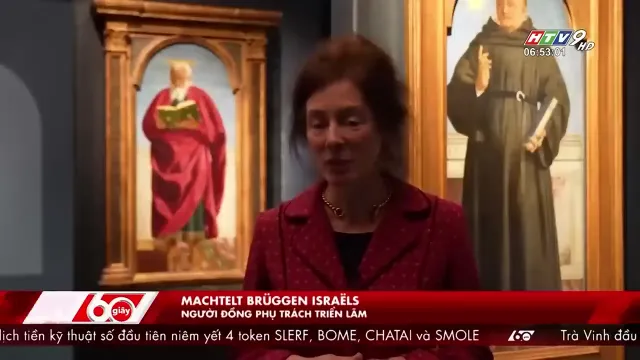 HTV9 HD
06:53:01
MACHTELT BRÜGGEN ISRAËLS
60 giây
NGƯỜI ĐỒNG PHỤ TRÁCH TRIỂN LÃM
dịch tiền kỹ thuật số đầu tiên niêm yết 4 token SLERF, BOME, CHATAI và SMOLE 60 Trà Vinh đầu